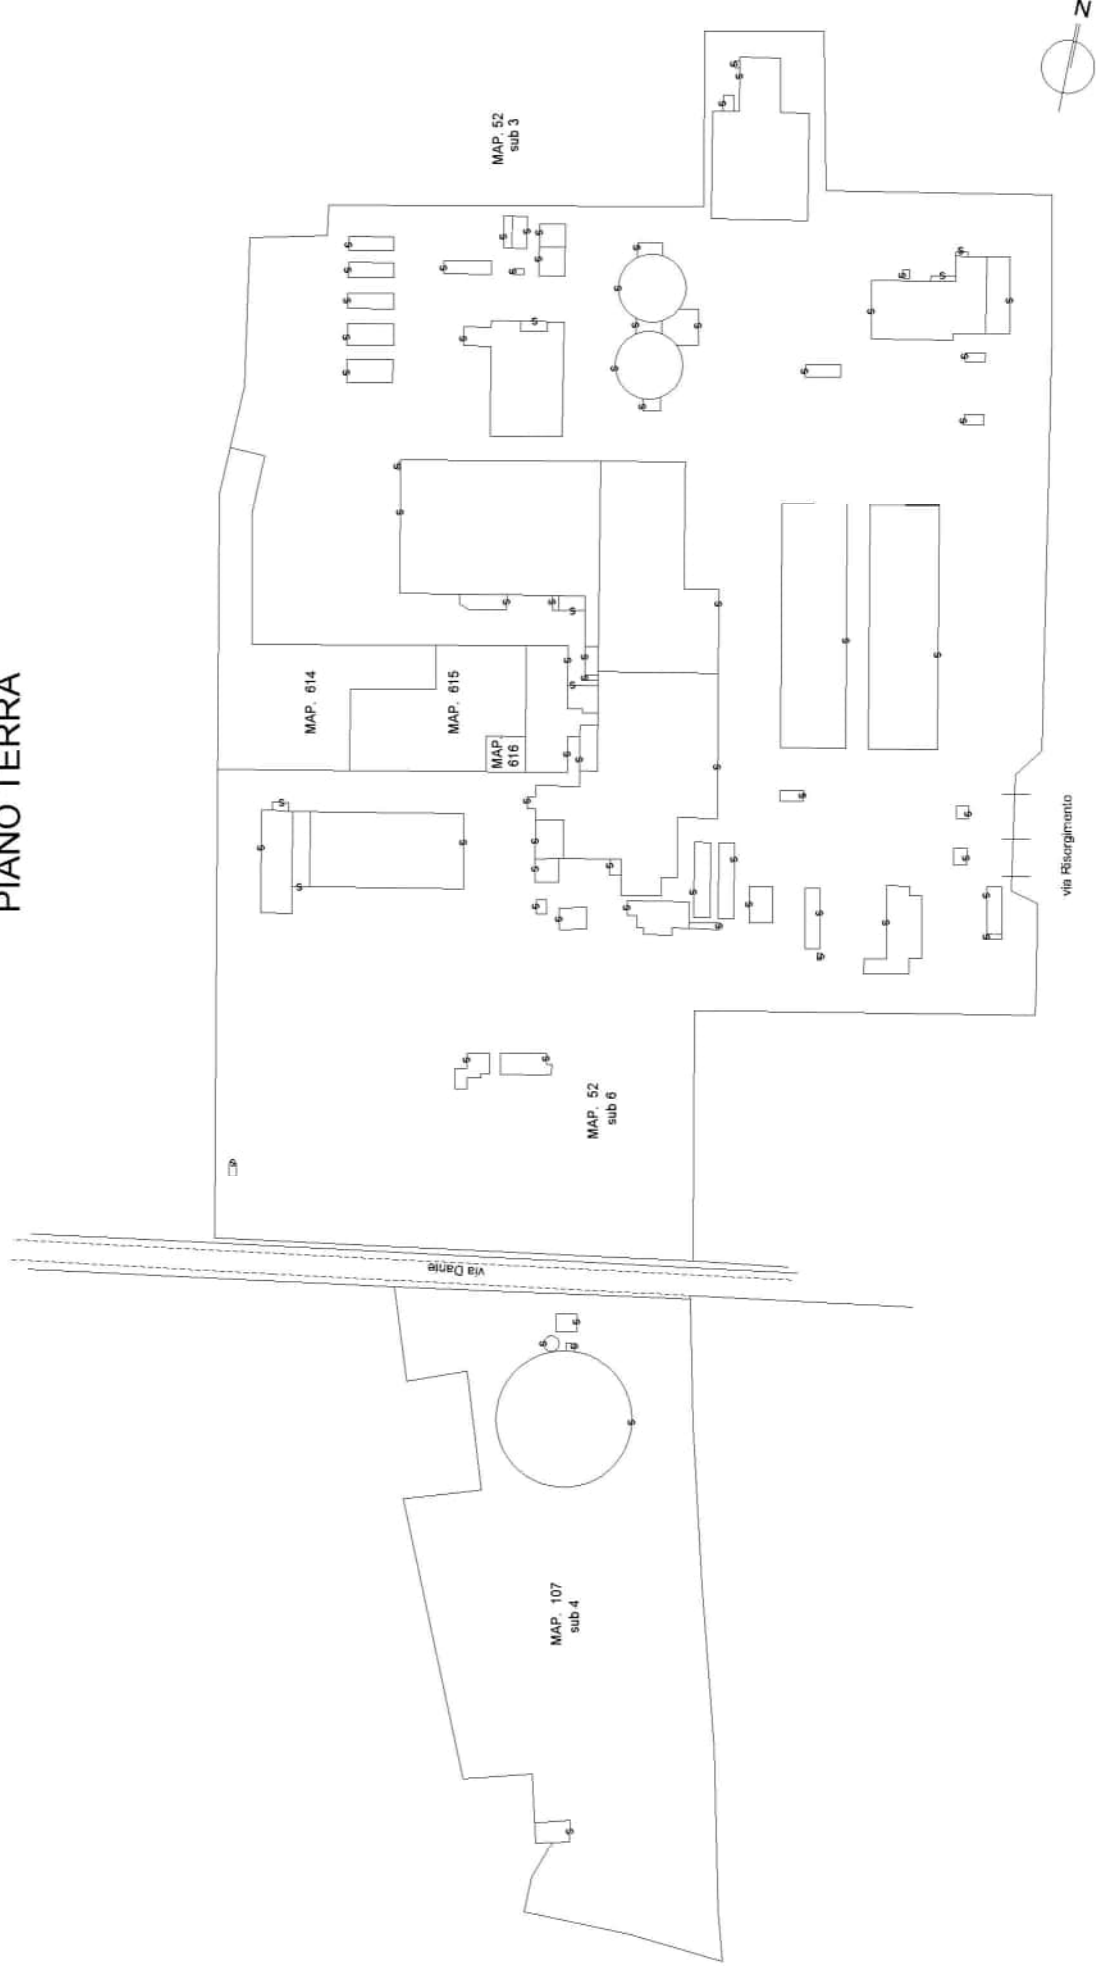 PIANO TERRA
N
MAP. 52
sub 3
MAP. 614
MAP. 615
MAP.
616
via Risorgimento
MAP. 52
sub 6
via Dante
MAP. 107
sub 4